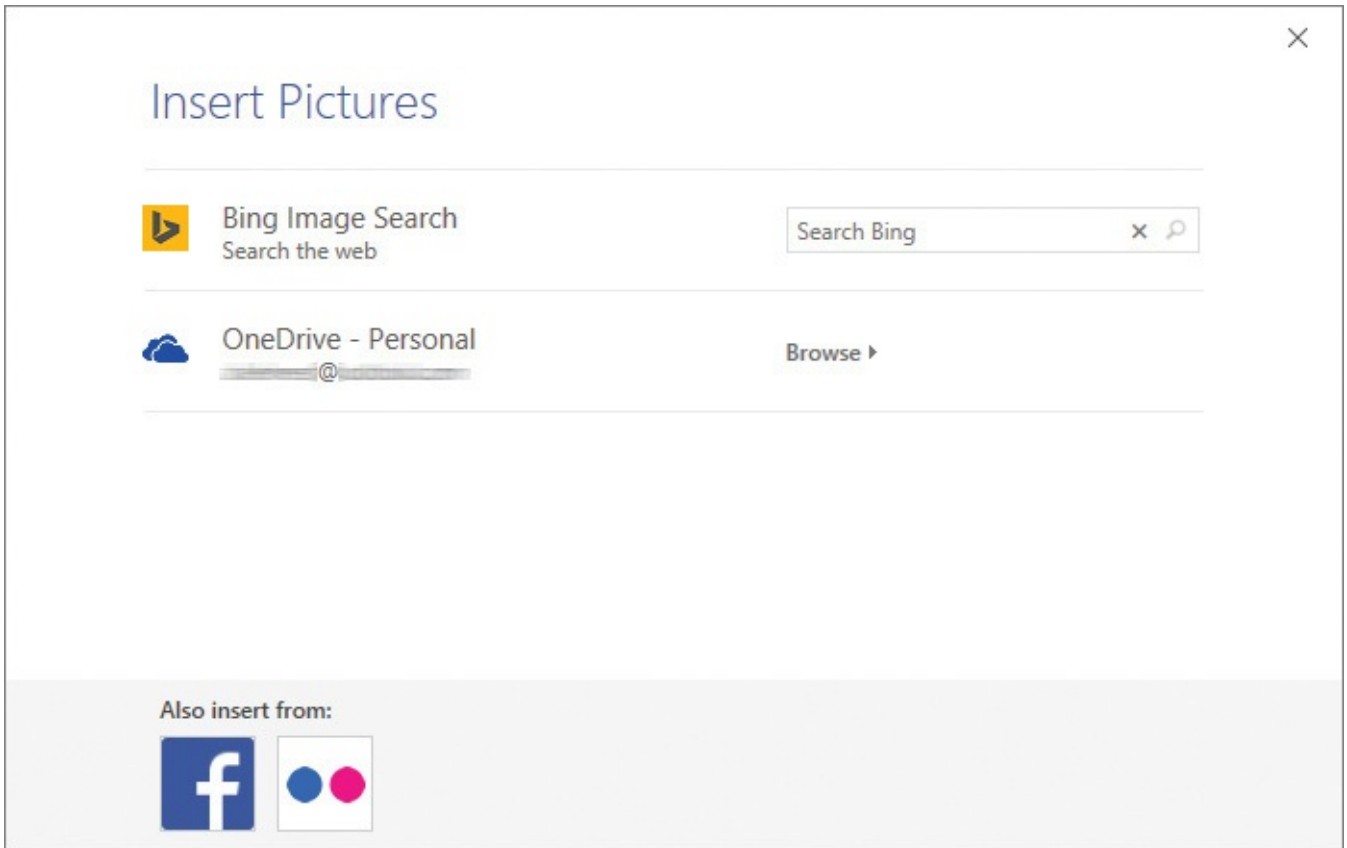 Insert Pictures
Bing Image Search
Search the web
Search Bing
OneDrive - Personal
@
Browse
Also insert from:
f